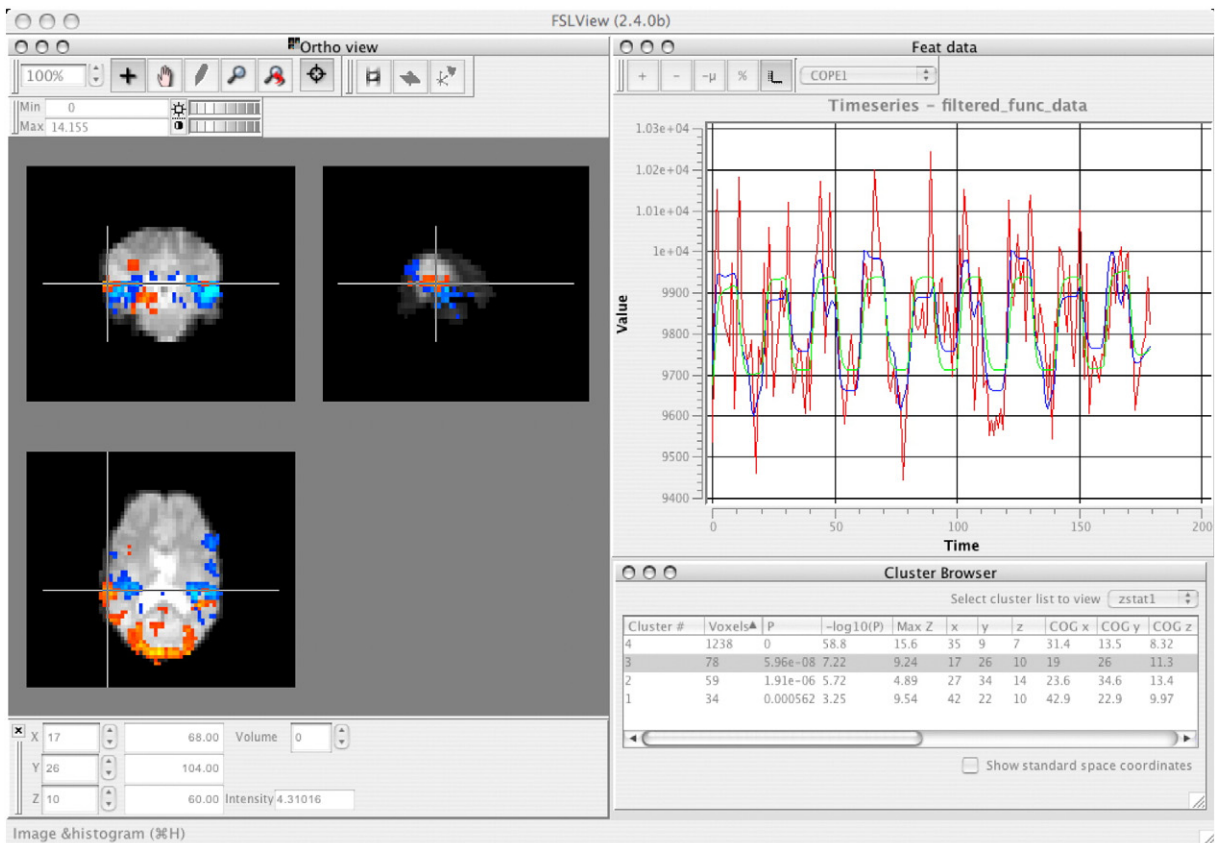 FSLView (2.4.0b)
Ortho view
100%
Min 0
Max 14.155
X 17 68.00 Volume 0
Y 26 104.00
Z 10 60.00 Intensity 4.31016
Image &histogram (⌘H)
Feat data
+ - -µ % COPE1
Timeseries - filtered_func_data
1.03e+04
1.02e+04
1.01e+04
1e+04
9900
9800
9700
9600
9500
9400
Value
0 50 100 150 200
Time
Cluster Browser
Select cluster list to view zstat1
Cluster # Voxels P -log10(P) Max Z x y z COG x COG y COG z
4 1238 0 58.8 15.6 35 9 7 31.4 13.5 8.32
3 78 5.96e-08 7.22 9.24 17 26 10 19 26 11.3
2 59 1.91e-06 5.72 4.89 27 34 14 23.6 34.6 13.4
1 34 0.000562 3.25 9.54 42 22 10 42.9 22.9 9.97
Show standard space coordinates